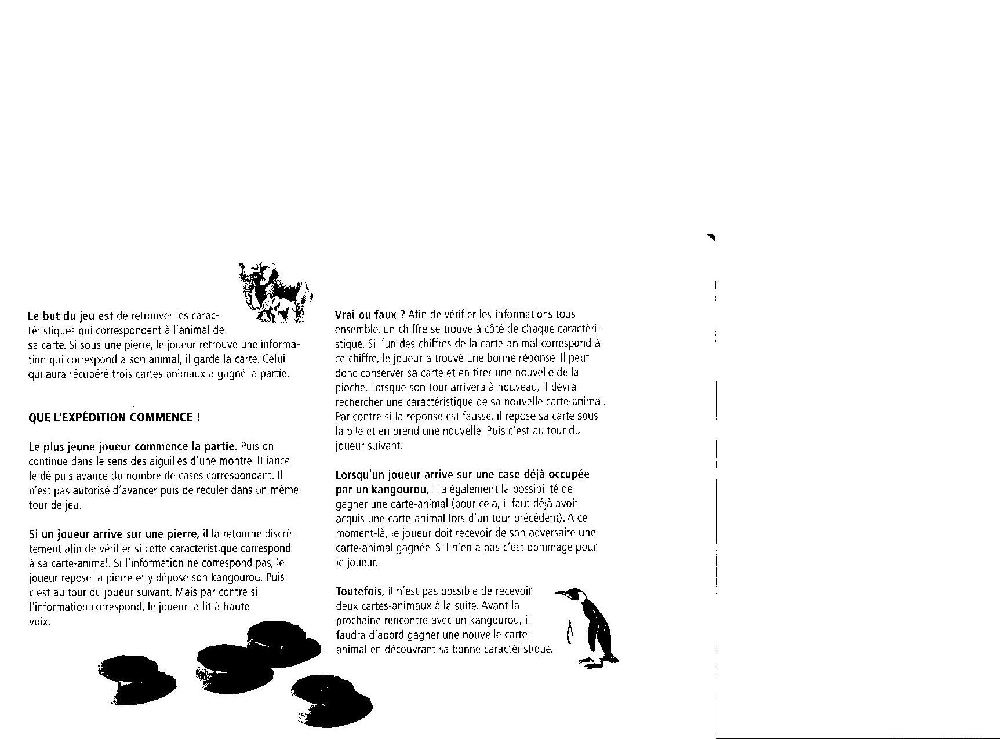 Le but du jeu est de retrouver les carac-
téristiques qui correspondent à l'animal de
sa carte. Si sous une pierre, le joueur retrouve une informa-
tion qui correspond à son animal, il garde la carte. Celui
qui aura récupéré trois cartes-animaux a gagné la partie.
QUE L'EXPÉDITION COMMENCE !
Le plus jeune joueur commence la partie. Puis on
continue dans le sens des aiguilles d'une montre. Il lance
le dé puis avance du nombre de cases correspondant. Il
n'est pas autorisé d'avancer puis de reculer dans un même
tour de jeu.
Si un joueur arrive sur une pierre, il la retourne discrè-
tement afin de vérifier si cette caractéristique correspond
à sa carte-animal. Si l'information ne correspond pas, le
joueur repose la pierre et y dépose son kangourou. Puis
c'est au tour du joueur suivant. Mais par contre si
l'information correspond, le joueur la lit à haute
voix.
Vrai ou faux ? Afin de vérifier les informations tous
ensemble, un chiffre se trouve à côté de chaque caractéri-
stique. Si l'un des chiffres de la carte-animal correspond à
ce chiffre, le joueur a trouvé une bonne réponse. Il peut
donc conserver sa carte et en tirer une nouvelle de la
pioche. Lorsque son tour arrivera à nouveau, il devra
rechercher une caractéristique de sa nouvelle carte-animal.
Par contre si la réponse est fausse, il repose sa carte sous
la pile et en prend une nouvelle. Puis c'est au tour du
joueur suivant.
Lorsqu'un joueur arrive sur une case déjà occupée
par un kangourou, il a également la possibilité de
gagner une carte-animal (pour cela, il faut déjà avoir
acquis une carte-animal lors d'un tour précédent). A ce
moment-là, le joueur doit recevoir de son adversaire une
carte-animal gagnée. S'il n'en a pas c'est dommage pour
le joueur.
Toutefois, il n'est pas possible de recevoir
deux cartes-animaux à la suite. Avant la
prochaine rencontre avec un kangourou, il
faudra d'abord gagner une nouvelle carte-
animal en découvrant sa bonne caractéristique.